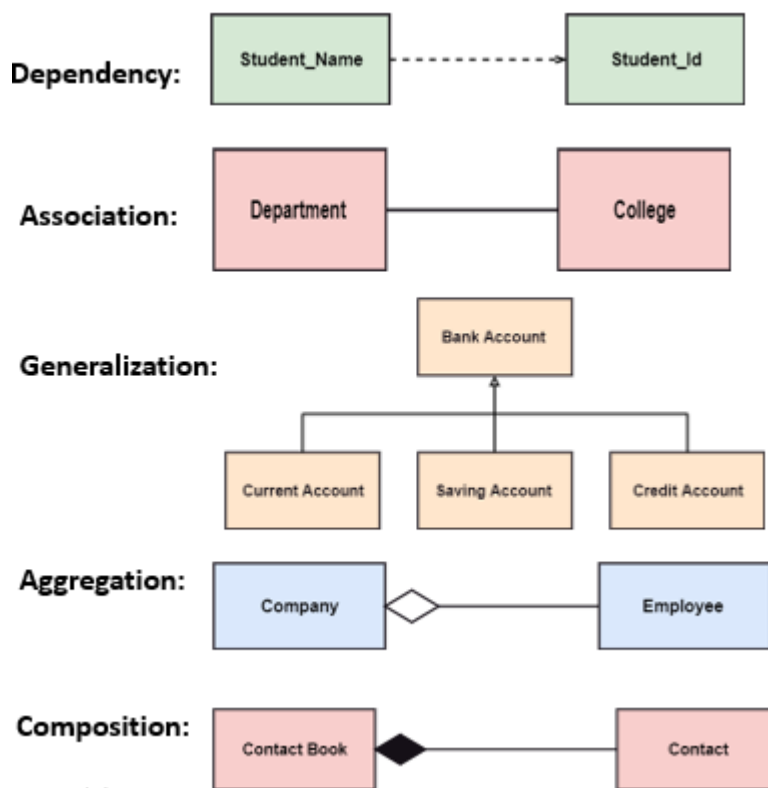 Dependency:
Student_Name
Student_Id
Association:
Department
College
Generalization:
Bank Account
Current Account
Saving Account
Credit Account
Aggregation:
Company
Employee
Composition:
Contact Book
Contact